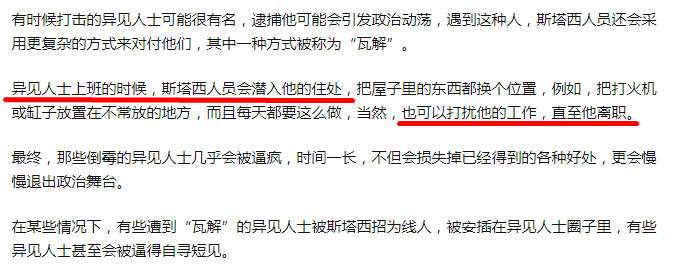 有时候打击的异见人士可能很有名，逮捕他可能会引发政治动荡，遇到这种人，斯塔西人员还会采
用更复杂的方式来对付他们，其中一种方式被称为“瓦解”。
异见人士上班的时候，斯塔西人员会潜入他的住处，把屋子里的东西都换个位置，例如，把打火机
或缸子放置在不常放的地方，而且每天都要这么做，当然，也可以打扰他的工作，直至他离职。
最终，那些倒霉的异见人士几乎会被逼疯，时间一长，不但会损失掉已经得到的各种好处，更会慢
慢退出政治舞台。
在某些情况下，有些遭到“瓦解”的异见人士被斯塔西招为线人，被安插在异见人士圈子里，有些
异见人士甚至会被逼得自寻短见。